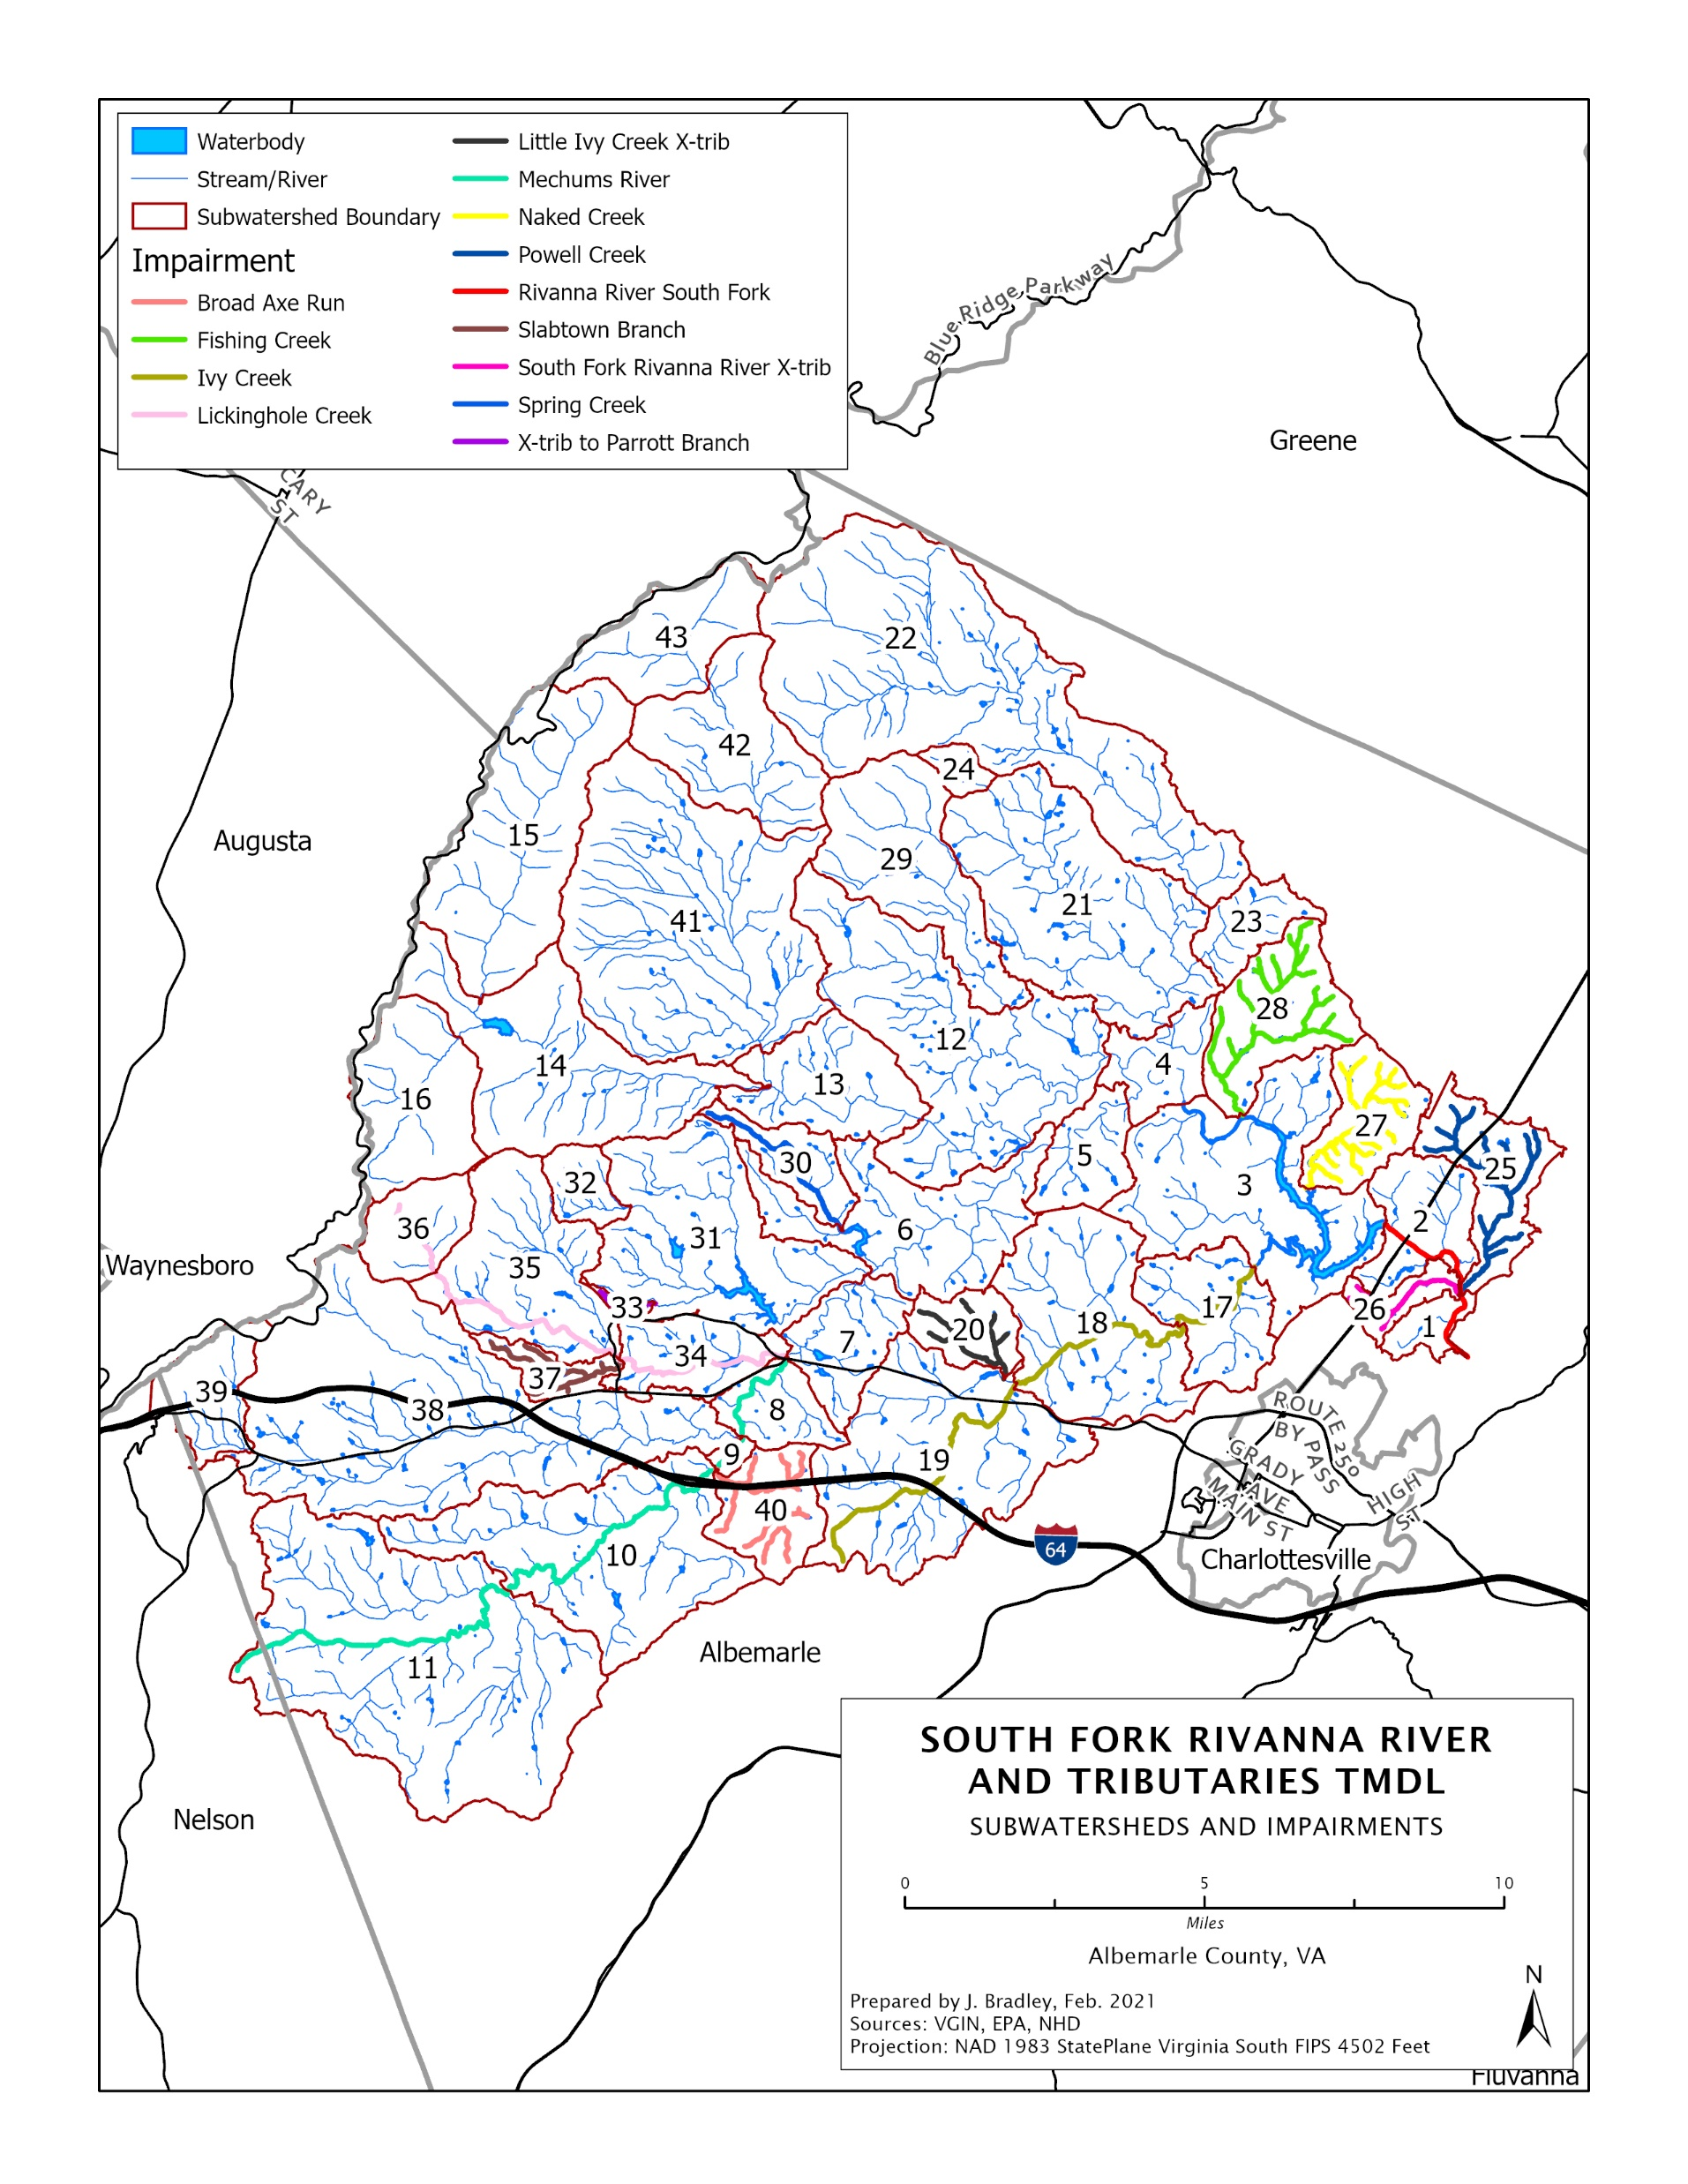 Waterbody
Stream/River
Subwatershed Boundary
Impairment
Broad Axe Run
Fishing Creek
Ivy Creek
Lickinghole Creek
Little Ivy Creek X-trib
Mechums River
Naked Creek
Powell Creek
Rivanna River South Fork
Slabtown Branch
South Fork Rivanna River X-trib
Spring Creek
X-trib to Parrott Branch
Blue Ridge Parkway
Greene
CARY
ST
43
22
42
24
15
Augusta
29
21
41
23
28
12
14
4
13
16
27
30
5
25
32
3
36
2
6
31
Waynesboro
35
33
17
26
20
18
1
7
34
37
39
38
8
ROUTE 250
BY PASS
9
19
GRADY
AVE
MAIN ST
HIGH
ST
40
64
10
Charlottesville
Albemarle
11
Nelson
SOUTH FORK RIVANNA RIVER
AND TRIBUTARIES TMDL
SUBWATERSHEDS AND IMPAIRMENTS
0 5 10
Miles
Albemarle County, VA
N
Prepared by J. Bradley, Feb. 2021
Sources: VGIN, EPA, NHD
Projection: NAD 1983 StatePlane Virginia South FIPS 4502 Feet
Fluvanna